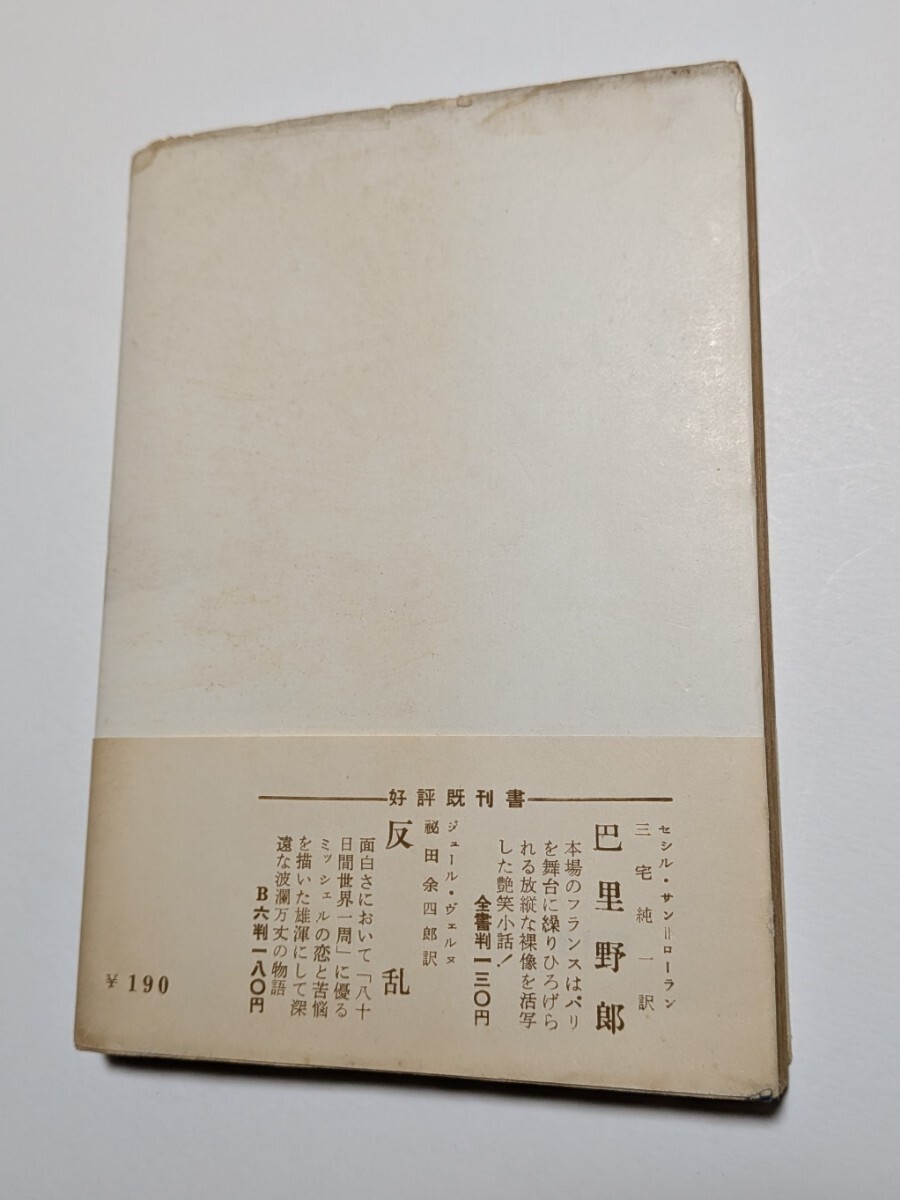 好評既刊書
セシル・サン=ローラン
三宅純一訳
巴里野郎
本場のフランスはパリ
を舞台に繰りひろげら
れる放縦な裸像を活写
した艶笑小話!
全書判一三〇円
ジュール・ヴェルヌ
秘田余四郎訳
反乱
面白さにおいて「八十
日間世界一周」に優る
ミッシェルの恋と苦悩
を描いた雄渾にして深
遠な波瀾万丈の物語
B六判一八〇円
¥190